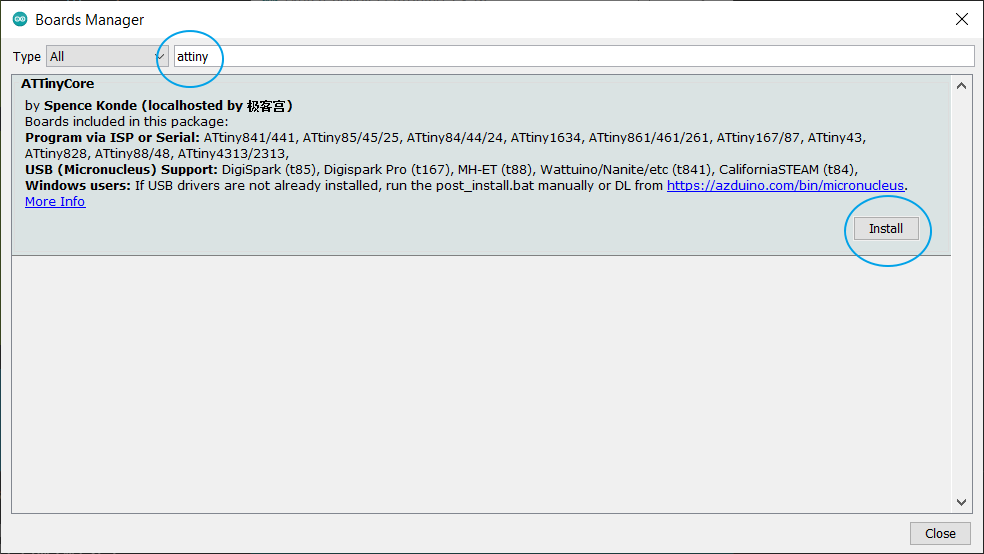 Boards Manager
Type All attiny
ATTinyCore
by Spence Konde (localhosted by 极客宫)
Boards included in this package:
Program via ISP or Serial: ATtiny841/441, ATtiny85/45/25, ATtiny84/44/24, ATtiny1634, ATtiny861/461/261, ATtiny167/87, ATtiny43,
ATtiny828, ATtiny88/48, ATtiny4313/2313,
USB (Micronucleus) Support: DigiSpark (t85), Digispark Pro (t167), MH-ET (t88), Wattuino/Nanite/etc (t841), CaliforniaSTEAM (t84),
Windows users: If USB drivers are not already installed, run the post_install.bat manually or DL from https://azduino.com/bin/micronucleus.
More Info
Install
Close